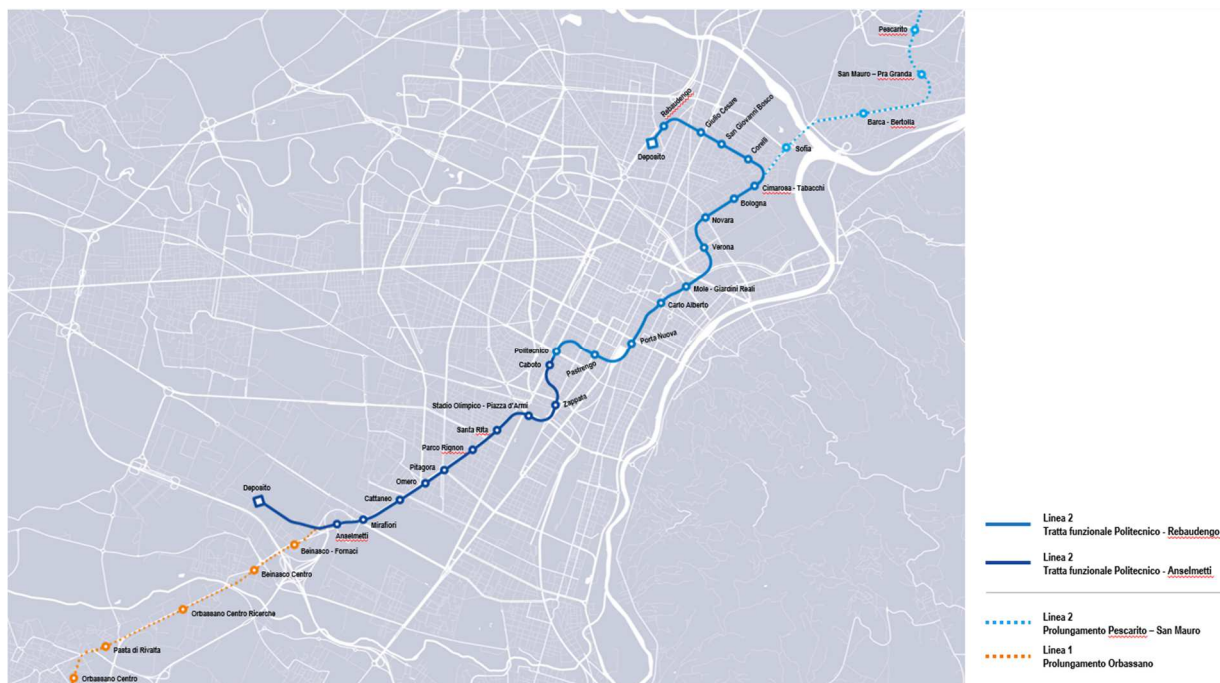 Pescarito
San Mauro – Pra Granda
Barca - Bertolla
Sofia
Rebaudengo
Giulio Cesare
San Giovanni Bosco
Corelli
Deposito
Cimarosa - Tabacchi
Bologna
Novara
Verona
Mole - Giardini Reali
Carlo Alberto
Porta Nuova
Politecnico
Pastrengo
Caboto
Zappata
Stadio Olimpico - Piazza d'Armi
Santa Rita
Parco Rignon
Pitagora
Omero
Cattaneo
Mirafiori
Anselmetti
Deposito
Beinasco - Fornaci
Beinasco Centro
Orbassano Centro Ricerche
Pasta di Rivalta
Orbassano Centro
Linea 2
Tratta funzionale Politecnico - Rebaudengo
Linea 2
Tratta funzionale Politecnico - Anselmetti
Linea 2
Prolungamento Pescarito – San Mauro
Linea 1
Prolungamento Orbassano